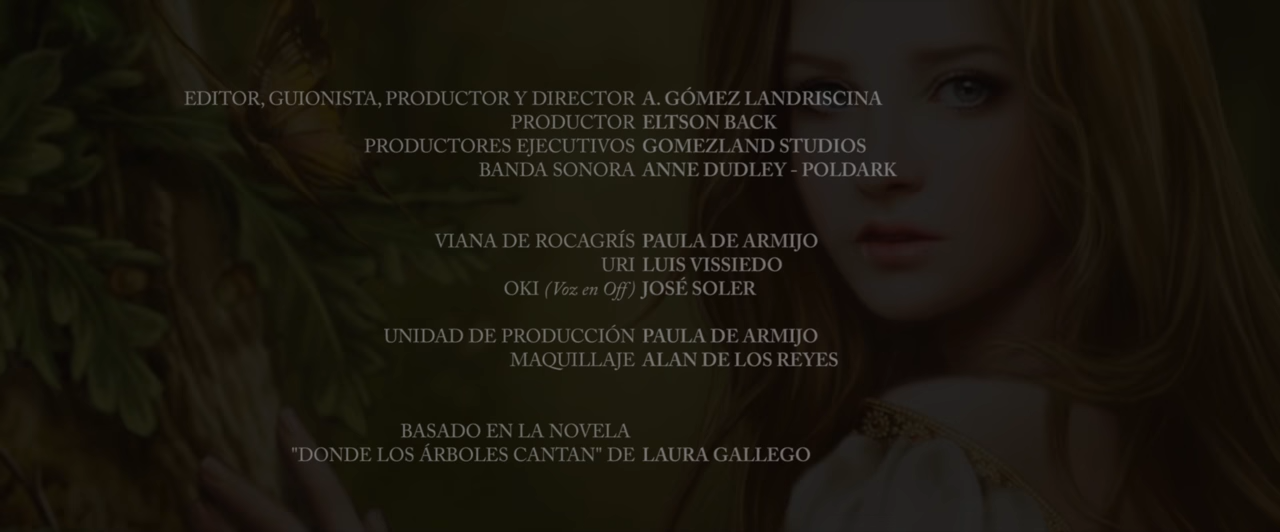 EDITOR, GUIONISTA, PRODUCTOR Y DIRECTOR A. GÓMEZ LANDRISCINA
PRODUCTOR ELTSON BACK
PRODUCTORES EJECUTIVOS GOMEZLAND STUDIOS
BANDA SONORA ANNE DUDLEY - POLDARK
VIANA DE ROCAGRÍS PAULA DE ARMIJO
URI LUIS VISSIEDO
OKI (Voz en Off) JOSÉ SOLER
UNIDAD DE PRODUCCIÓN PAULA DE ARMIJO
MAQUILLAJE ALAN DE LOS REYES
BASADO EN LA NOVELA
"DONDE LOS ÁRBOLES CANTAN" DE LAURA GALLEGO